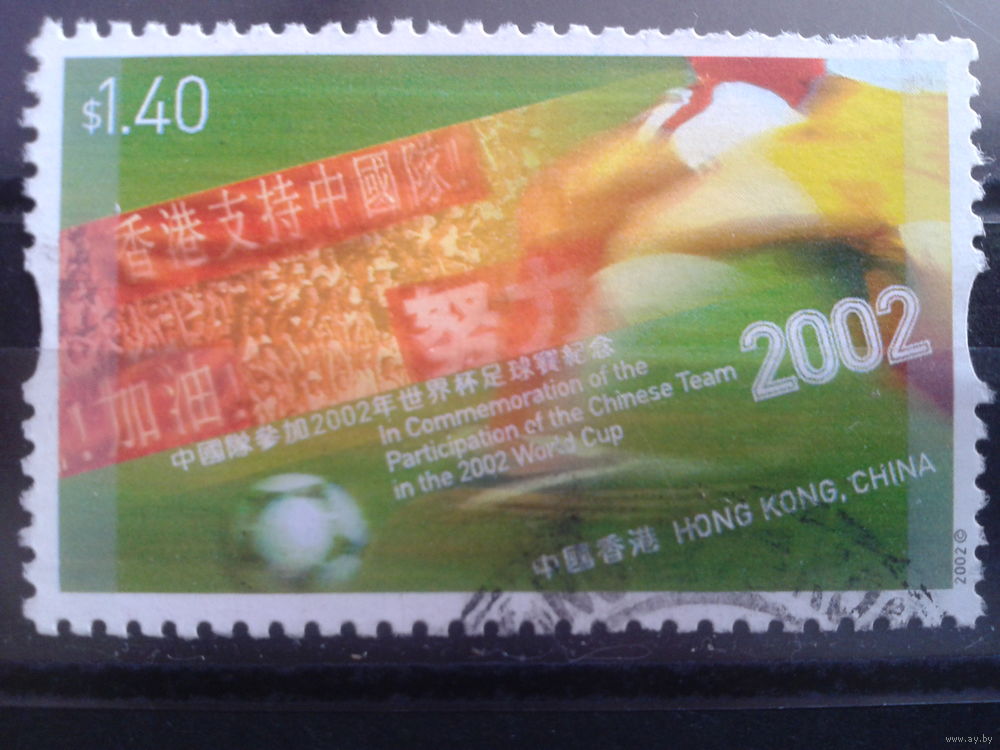 $1.40
香港支持中國隊!
努力
! 加油!
2002
中國隊參加2002年世界杯足球賽紀念
In Commemoration of the
Participation of the Chinese Team
in the 2002 World Cup
中國香港 HONG KONG, CHINA
2002 ©
www.ay.by